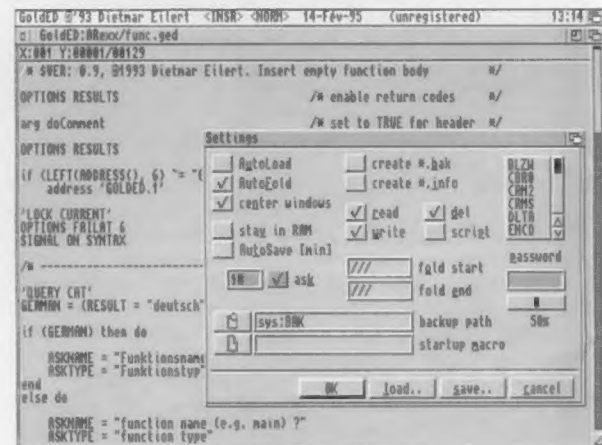 GoldED ©'93 Dietmar Eilert <INSR> <NORM> 14-Fév-95 (unregistered) 13:14
GoldED:ARexx/func.ged
X:001 Y:00001/00129
/* $VER: 0.9, ©1993 Dietmar Eilert. Insert empty function body */
OPTIONS RESULTS /* enable return codes */
arg doComment /* set to TRUE for header */
OPTIONS RESULTS
if (LEFT(ADDRESS(), 6) ~= "G
address 'GOLDED.1'
'LOCK CURRENT'
OPTIONS FAILAT 6
SIGNAL ON SYNTAX
/* ------------------------
'QUERY CAT'
GERMAN = (RESULT = "deutsch"
if (GERMAN) then do
ASKNAME = "Funktionsname
ASKTYPE = "Funktionstyp"
end
else do
ASKNAME = "function name (e.g. main) ?"
ASKTYPE = "function type"
Settings
AutoLoad
AutoFold
center windows
stay in RAM
AutoSave [min]
10 ask
create #.bak
create #.info
read del
write script
BLZW
CBR0
CRM2
CRMS
DLTA
ENCO
password
0
50%
/// fold start
/// fold end
sys:BAK backup path
startup macro
OK load.. save.. cancel